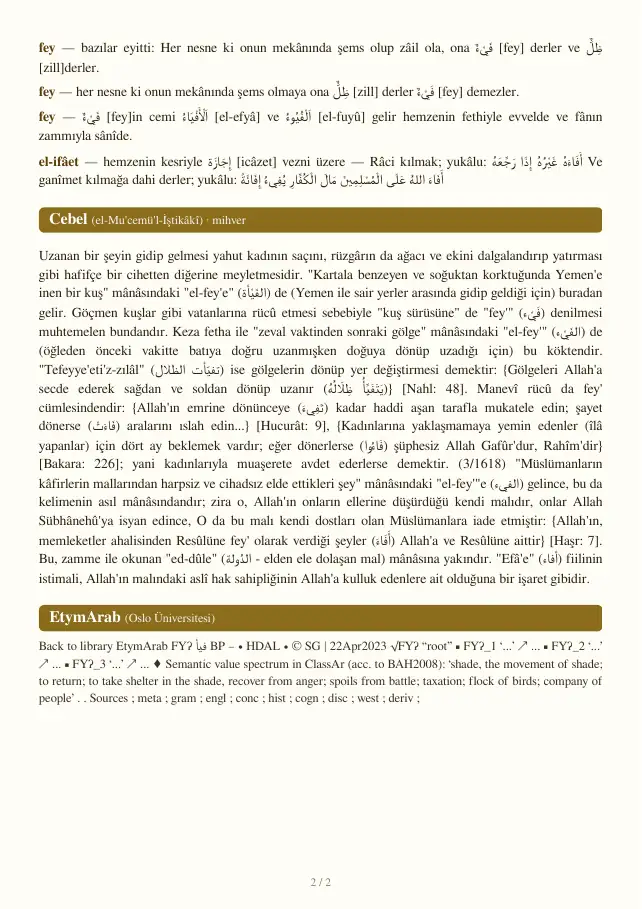 fey — bazılar eyitti: Her nesne ki onun mekânında şems olup zâil ola, ona فَيْءٌ [fey] derler ve ظِلٌّ
[zill]derler.
fey — her nesne ki onun mekânında şems olmaya ona ظِلٌّ [zill] derler فَيْءٌ [fey] demezler.
fey — فَيْءٌ [fey]in cemi اَلْأَفْيَاءُ [el-efyâ] ve اَلْفُيُوءُ [el-fuyû] gelir hemzenin fethiyle evvelde ve fânın
zammıyla sânîde.
el-ifâet — hemzenin kesriyle إِجَازَة [icâzet] vezni üzere — Râci kılmak; yukâlu: أَفَاءَهُ غَيْرُهُ إِذَا رَجَّعَهُ Ve
ganîmet kılmağa dahi derler; yukâlu: أَفَاءَ اللهُ عَلَى الْمُسْلِمِينَ مَالَ الْكُفَّارِ يُفِيءُ إِفَائَةً
Cebel (el-Mu'cemü'l-İştikâkî) · mihver
Uzanan bir şeyin gidip gelmesi yahut kadının saçını, rüzgârın da ağacı ve ekini dalgalandırıp yatırması
gibi hafifçe bir cihetten diğerine meyletmesidir. "Kartala benzeyen ve soğuktan korktuğunda Yemen'e
inen bir kuş" mânâsındaki "el-fey'e" (الفَيْأة) de (Yemen ile sair yerler arasında gidip geldiği için) buradan
gelir. Göçmen kuşlar gibi vatanlarına rücû etmesi sebebiyle "kuş sürüsüne" de "fey'" (فَيْء) denilmesi
muhtemelen bundandır. Keza fetha ile "zeval vaktinden sonraki gölge" mânâsındaki "el-fey'" (الفَيْء) de
(öğleden önceki vakitte batıya doğru uzanmışken doğuya dönüp uzadığı için) bu köktendir.
"Tefeyye'eti'z-zılâl" (تفيّأت الظلال) ise gölgelerin dönüp yer değiştirmesi demektir: {Gölgeleri Allah'a
secde ederek sağdan ve soldan dönüp uzanır (يَتَفَيَّأُ ظِلَالُهُ)} [Nahl: 48]. Manevî rücû da fey'
cümlesindendir: {Allah'ın emrine dönünceye (تَفِيءَ) kadar haddi aşan tarafla mukatele edin; şayet
dönerse (فَاءَتْ) aralarını ıslah edin...} [Hucurât: 9], {Kadınlarına yaklaşmamaya yemin edenler (îlâ
yapanlar) için dört ay beklemek vardır; eğer dönerlerse (فَاءُوا) şüphesiz Allah Gafûr'dur, Rahîm'dir}
[Bakara: 226]; yani kadınlarıyla muaşerete avdet ederlerse demektir. (3/1618) "Müslümanların
kâfirlerin mallarından harpsiz ve cihadsız elde ettikleri şey" mânâsındaki "el-fey'"e (الفيء) gelince, bu da
kelimenin asıl mânâsındandır; zira o, Allah'ın onların ellerine düşürdüğü kendi malıdır, onlar Allah
Sübhânehû'ya isyan edince, O da bu malı kendi dostları olan Müslümanlara iade etmiştir: {Allah'ın,
memleketler ahalisinden Resûlüne fey' olarak verdiği şeyler (أَفَاءَ) Allah'a ve Resûlüne aittir} [Haşr: 7].
Bu, zamme ile okunan "ed-dûle" (الدُولة - elden ele dolaşan mal) mânâsına yakındır. "Efâ'e" (أفاء) fiilinin
istimali, Allah'ın malındaki aslî hak sahipliğinin Allah'a kulluk edenlere ait olduğuna bir işaret gibidir.
EtymArab (Oslo Üniversitesi)
Back to library EtymArab FYʔ فيأ BP – • HDAL • © SG | 22Apr2023 √FYʔ “root” ▪ FYʔ_1 ‘...’ ↗ ... ▪ FYʔ_2 ‘...’
↗ ... ▪ FYʔ_3 ‘...’ ↗ ... ♦ Semantic value spectrum in ClassAr (acc. to BAH2008): ‘shade, the movement of shade;
to return; to take shelter in the shade, recover from anger; spoils from battle; taxation; flock of birds; company of
people’ . . Sources ; meta ; gram ; engl ; conc ; hist ; cogn ; disc ; west ; deriv ;
2 / 2